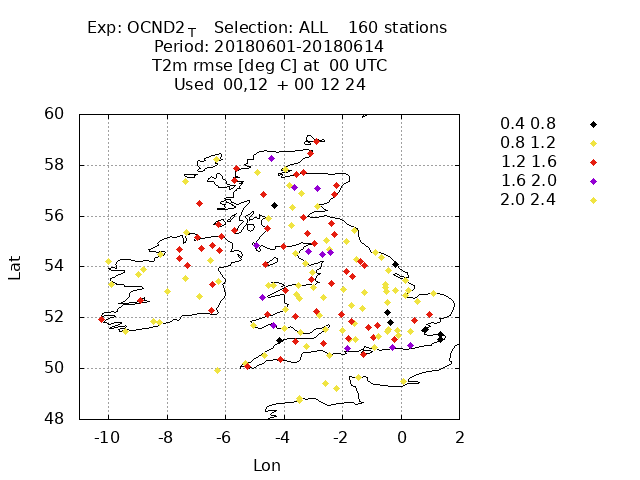 Exp: OCND2 T Selection: ALL 160 stations
Period: 20180601-20180614
T2m rmse [deg C] at 00 UTC
Used 00,12 + 00 12 24
60
58
56
54
52
50
48
Lat
-10 -8 -6 -4 -2 0 2
Lon
0.4 0.8
0.8 1.2
1.2 1.6
1.6 2.0
2.0 2.4